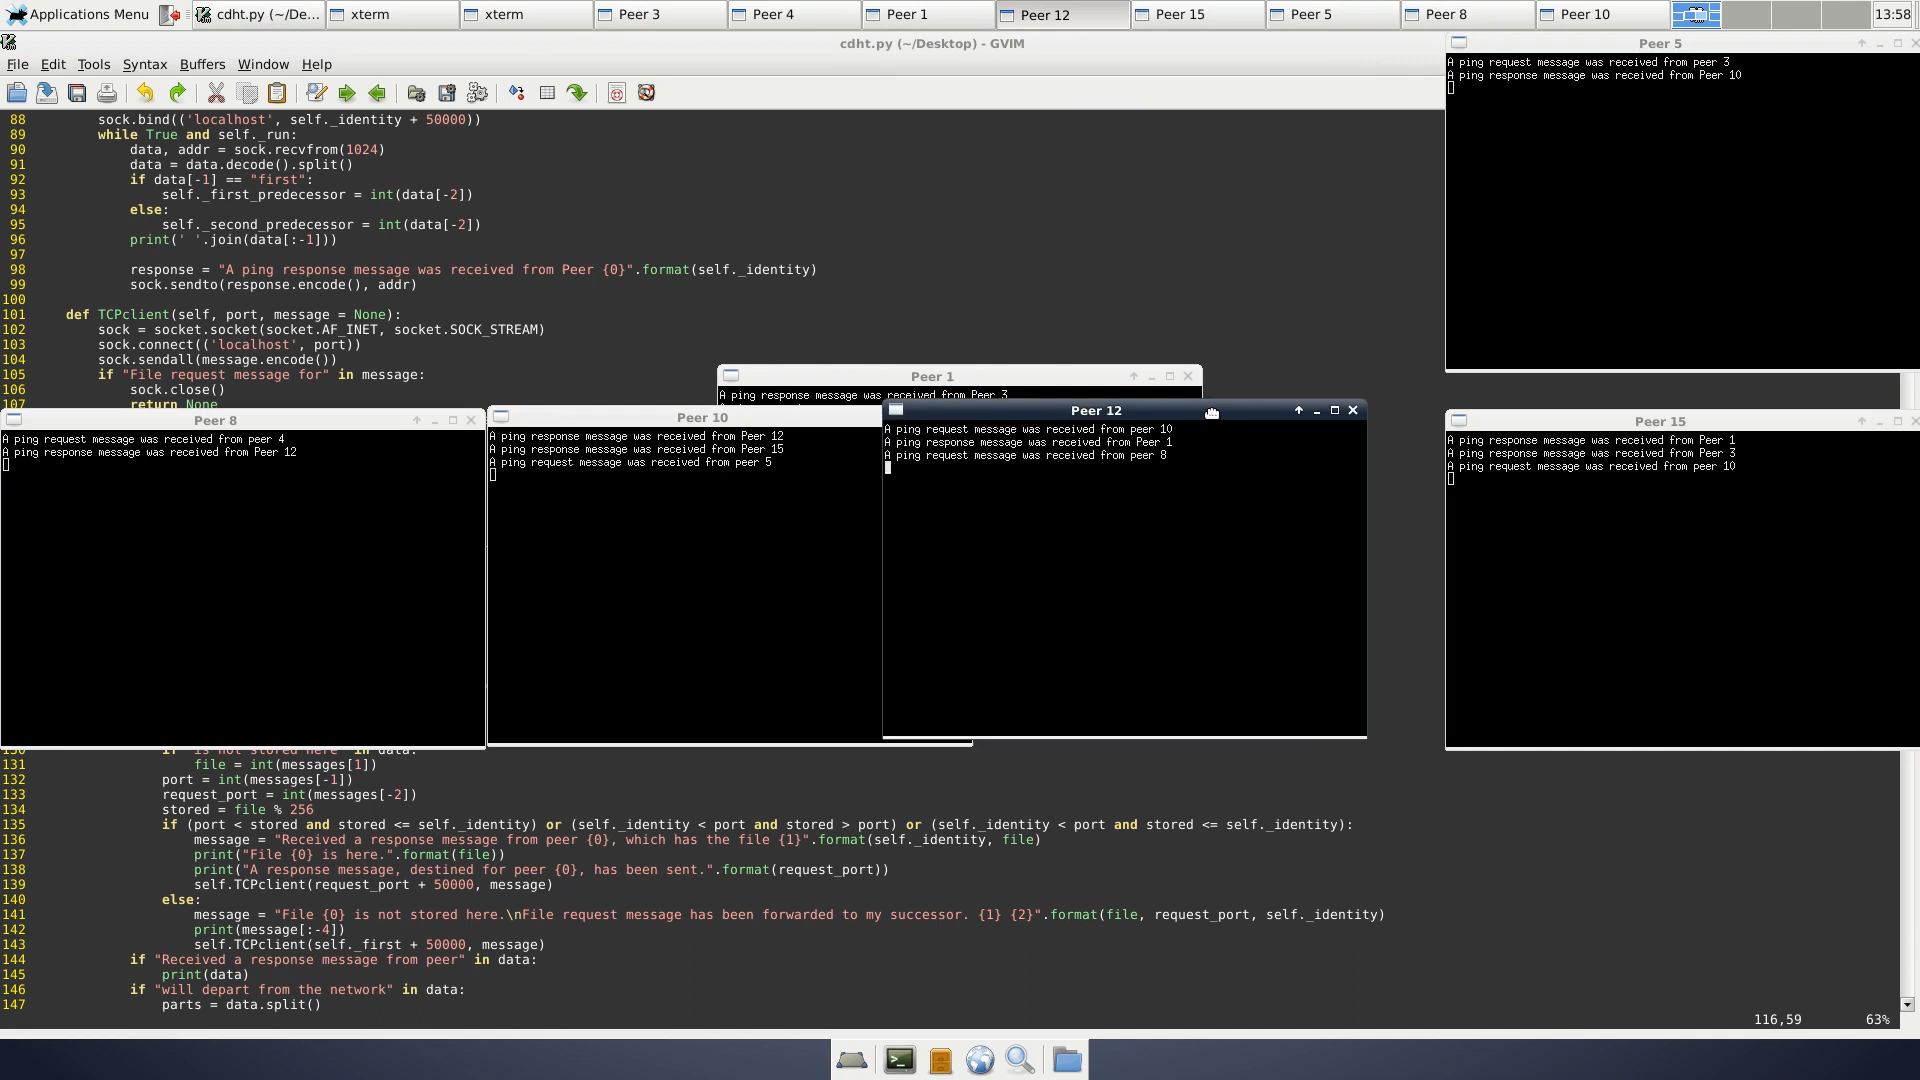 Applications Menu cdht.py (~/De... xterm xterm Peer 3 Peer 4 Peer 1 Peer 12 Peer 15 Peer 5 Peer 8 Peer 10 13:58
cdht.py (~/Desktop) - GVIM
File Edit Tools Syntax Buffers Window Help
88 sock.bind(('localhost', self._identity + 50000))
89 while True and self._run:
90 data, addr = sock.recvfrom(1024)
91 data = data.decode().split()
92 if data[-1] == "first":
93 self._first_predecessor = int(data[-2])
94 else:
95 self._second_predecessor = int(data[-2])
96 print(' '.join(data[:-1]))
97
98 response = "A ping response message was received from Peer {0}".format(self._identity)
99 sock.sendto(response.encode(), addr)
100
101 def TCPclient(self, port, message = None):
102 sock = socket.socket(socket.AF_INET, socket.SOCK_STREAM)
103 sock.connect(('localhost', port))
104 sock.sendall(message.encode())
105 if "File request message for" in message:
106 sock.close()
107 return None
Peer 5
A ping request message was received from peer 3
A ping response message was received from Peer 10
Peer 1
A ping response message was received from Peer 3
Peer 8
A ping request message was received from peer 4
A ping response message was received from Peer 12
Peer 10
A ping response message was received from Peer 12
A ping response message was received from Peer 15
A ping request message was received from peer 5
Peer 12
A ping request message was received from peer 10
A ping response message was received from Peer 1
A ping request message was received from peer 8
Peer 15
A ping response message was received from Peer 1
A ping response message was received from Peer 3
A ping request message was received from peer 10
130 if "is not stored here" in data:
131 file = int(messages[1])
132 port = int(messages[-1])
133 request_port = int(messages[-2])
134 stored = file % 256
135 if (port < stored and stored <= self._identity) or (self._identity < port and stored > port) or (self._identity < port and stored <= self._identity):
136 message = "Received a response message from peer {0}, which has the file {1}".format(self._identity, file)
137 print("File {0} is here.".format(file))
138 print("A response message, destined for peer {0}, has been sent.".format(request_port))
139 self.TCPclient(request_port + 50000, message)
140 else:
141 message = "File {0} is not stored here.\nFile request message has been forwarded to my successor. {1} {2}".format(file, request_port, self._identity)
142 print(message[:-4])
143 self.TCPclient(self._first + 50000, message)
144 if "Received a response message from peer" in data:
145 print(data)
146 if "will depart from the network" in data:
147 parts = data.split()
116,59 63%